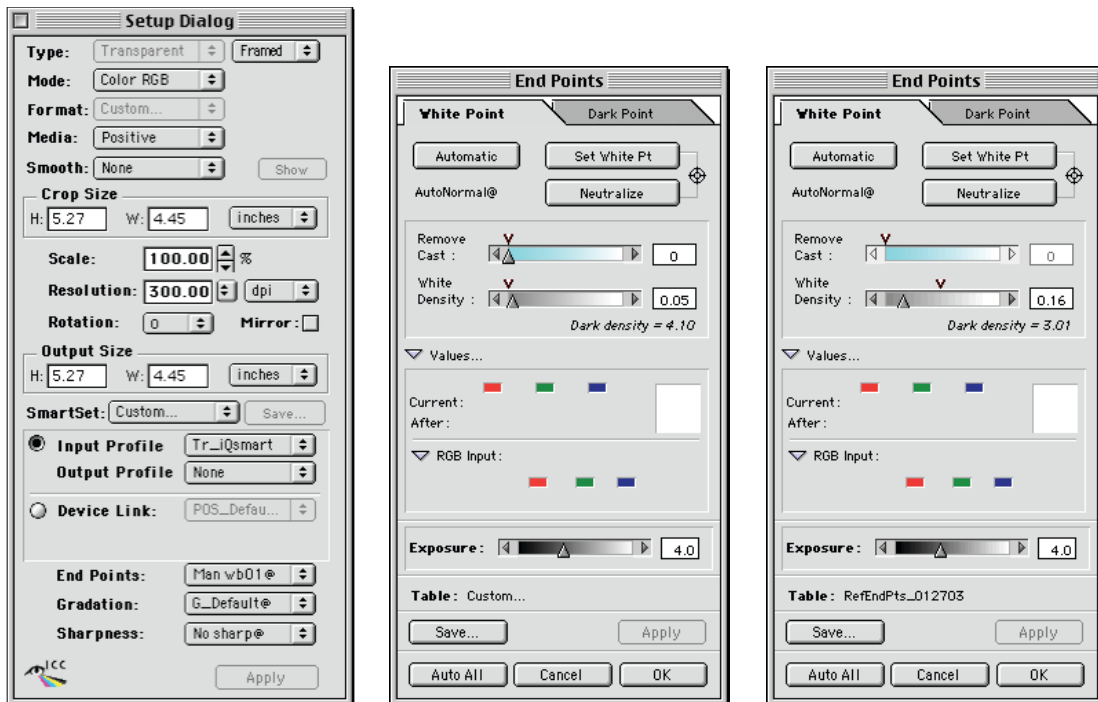 Setup Dialog
Type: Transparent Framed
Mode: Color RGB
Format: Custom...
Media: Positive
Smooth: None Show
Crop Size
H: 5.27 W: 4.45 inches
Scale: 100.00 %
Resolution: 300.00 dpi
Rotation: 0 Mirror:
Output Size
H: 5.27 W: 4.45 inches
SmartSet: Custom... Save...
Input Profile Tr_iQsmart
Output Profile None
Device Link: POS_Defau...
End Points: Man wb01@
Gradation: G_Default@
Sharpness: No sharp@
ICC
Apply
End Points
White Point Dark Point
Automatic Set White Pt
AutoNormal@ Neutralize
Remove
Cast : 0
White
Density : 0.05
Dark density = 4.10
Values...
Current:
After:
RGB Input:
Exposure: 4.0
Table: Custom...
Save... Apply
Auto All Cancel OK
End Points
White Point Dark Point
Automatic Set White Pt
AutoNormal@ Neutralize
Remove
Cast : 0
White
Density : 0.16
Dark density = 3.01
Values...
Current:
After:
RGB Input:
Exposure: 4.0
Table: RefEndPts_012703
Save... Apply
Auto All Cancel OK